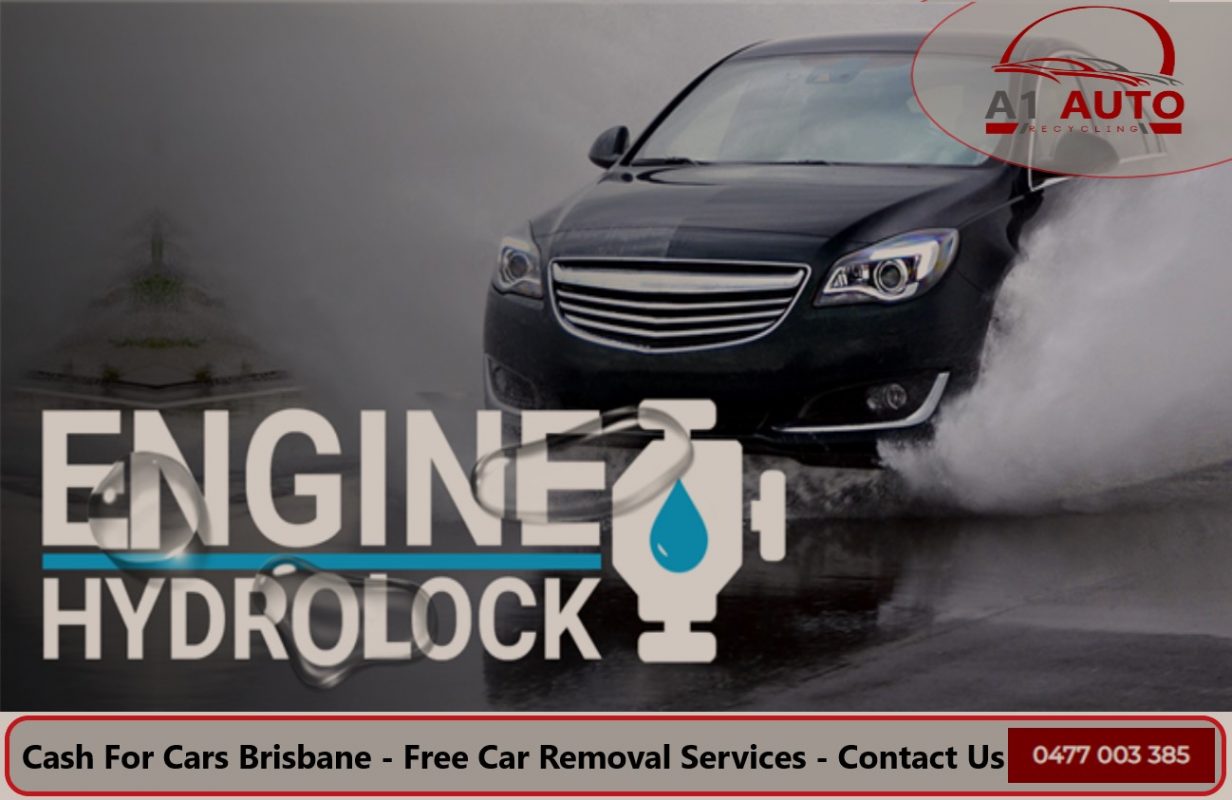 A1 AUTO
RECYCLING
ENGINE
HYDROLOCK
Cash For Cars Brisbane - Free Car Removal Services - Contact Us 0477 003 385